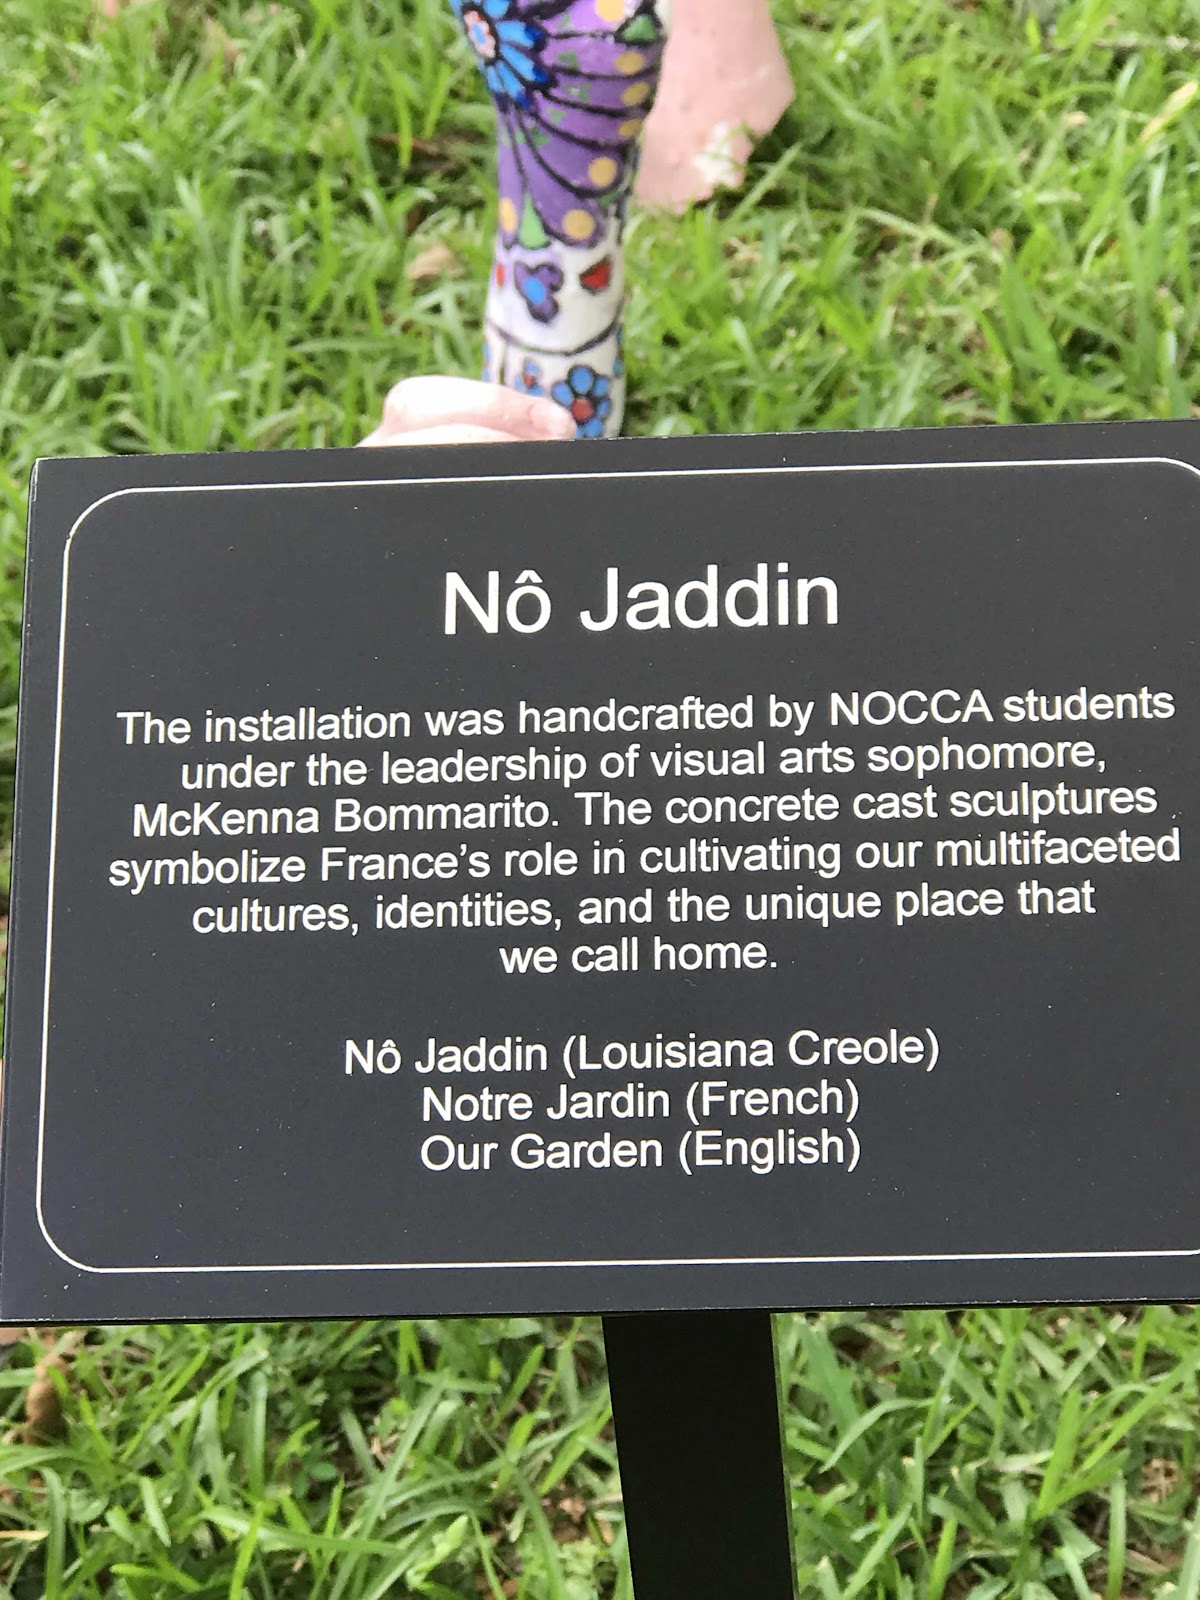 Nô Jaddin
The installation was handcrafted by NOCCA students
under the leadership of visual arts sophomore,
McKenna Bommarito. The concrete cast sculptures
symbolize France's role in cultivating our multifaceted
cultures, identities, and the unique place that
we call home.
Nô Jaddin (Louisiana Creole)
Notre Jardin (French)
Our Garden (English)